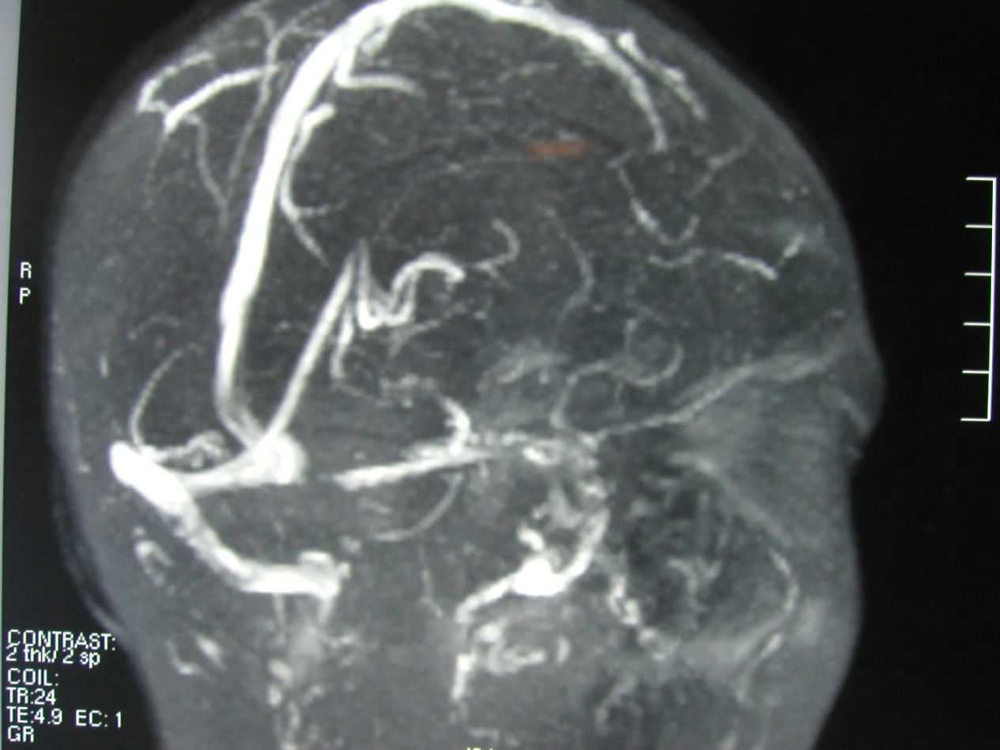 R
P
CONTRAST:
2 thk/ 2 sp
COIL:
TR:24
TE:4.9 EC: 1
GR